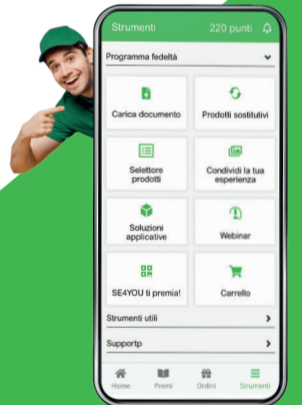 Strumenti 220 punti
Programma fedeltà
Carica documento Prodotti sostitutivi
Selettore prodotti Condividi la tua esperienza
Soluzioni applicative Webinar
SE4YOU ti premia! Carrello
Strumenti utili
Supportp
Home Premi Ordini Strumenti